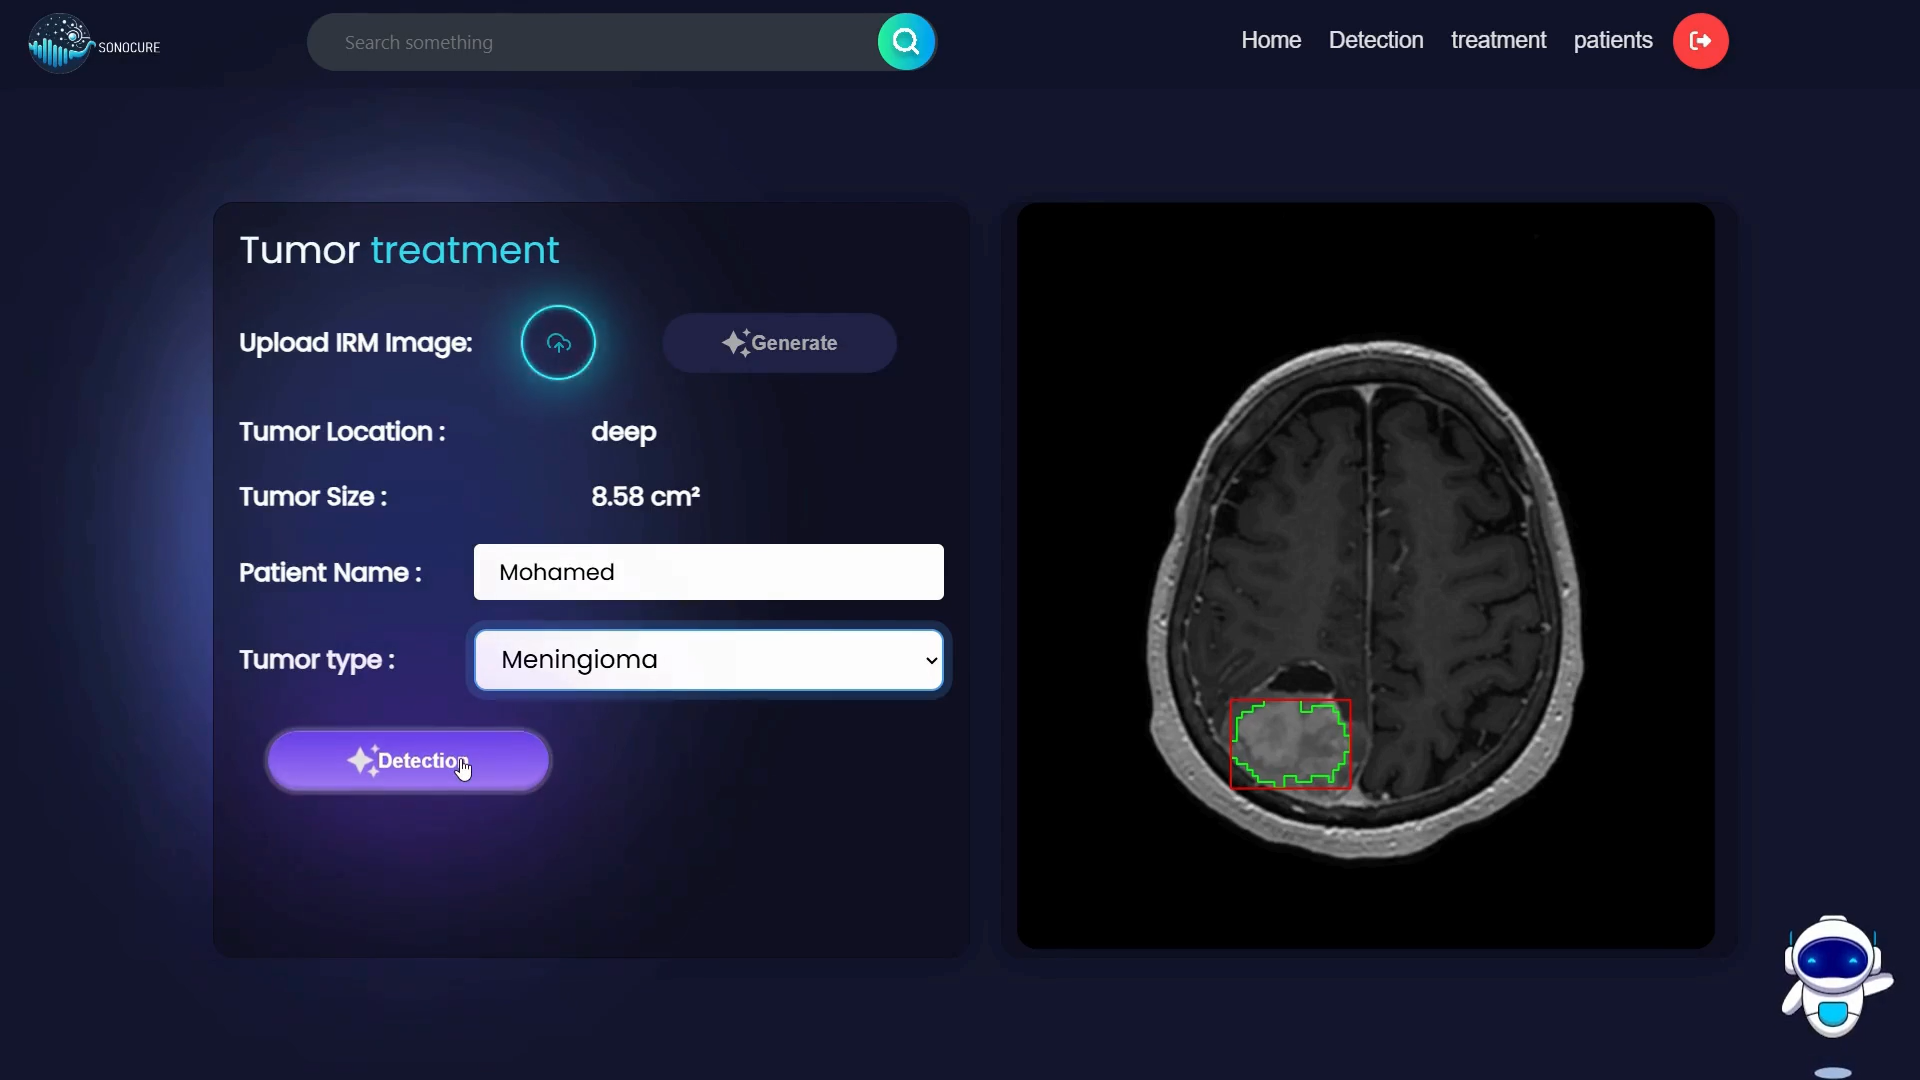 SONOCURE
Search something
Home Detection treatment patients
Tumor treatment
Upload IRM Image:
Generate
Tumor Location : deep
Tumor Size : 8.58 cm²
Patient Name : Mohamed
Tumor type : Meningioma
Detection